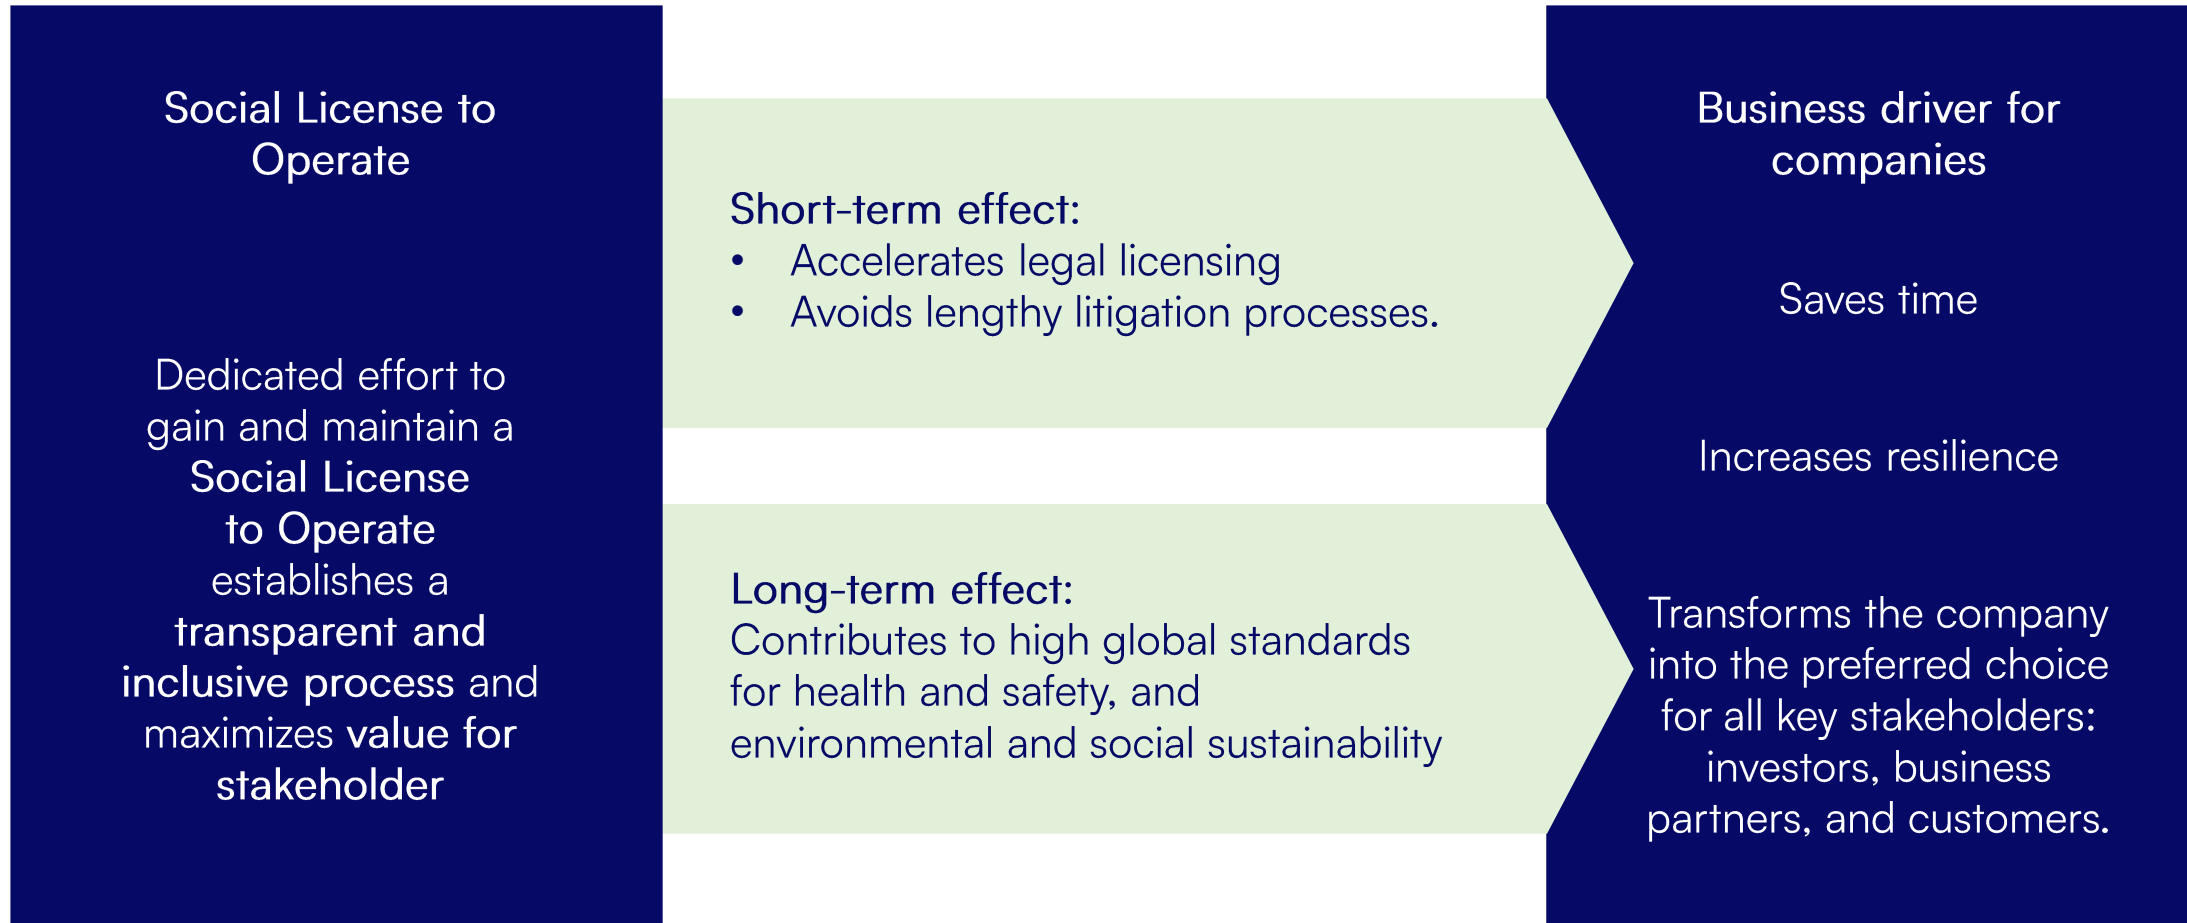 Social License to
Operate
Dedicated effort to
gain and maintain a
Social License
to Operate
establishes a
transparent and
inclusive process and
maximizes value for
stakeholder
Short-term effect:
• Accelerates legal licensing
• Avoids lengthy litigation processes.
Long-term effect:
Contributes to high global standards
for health and safety, and
environmental and social sustainability
Business driver for
companies
Saves time
Increases resilience
Transforms the company
into the preferred choice
for all key stakeholders:
investors, business
partners, and customers.